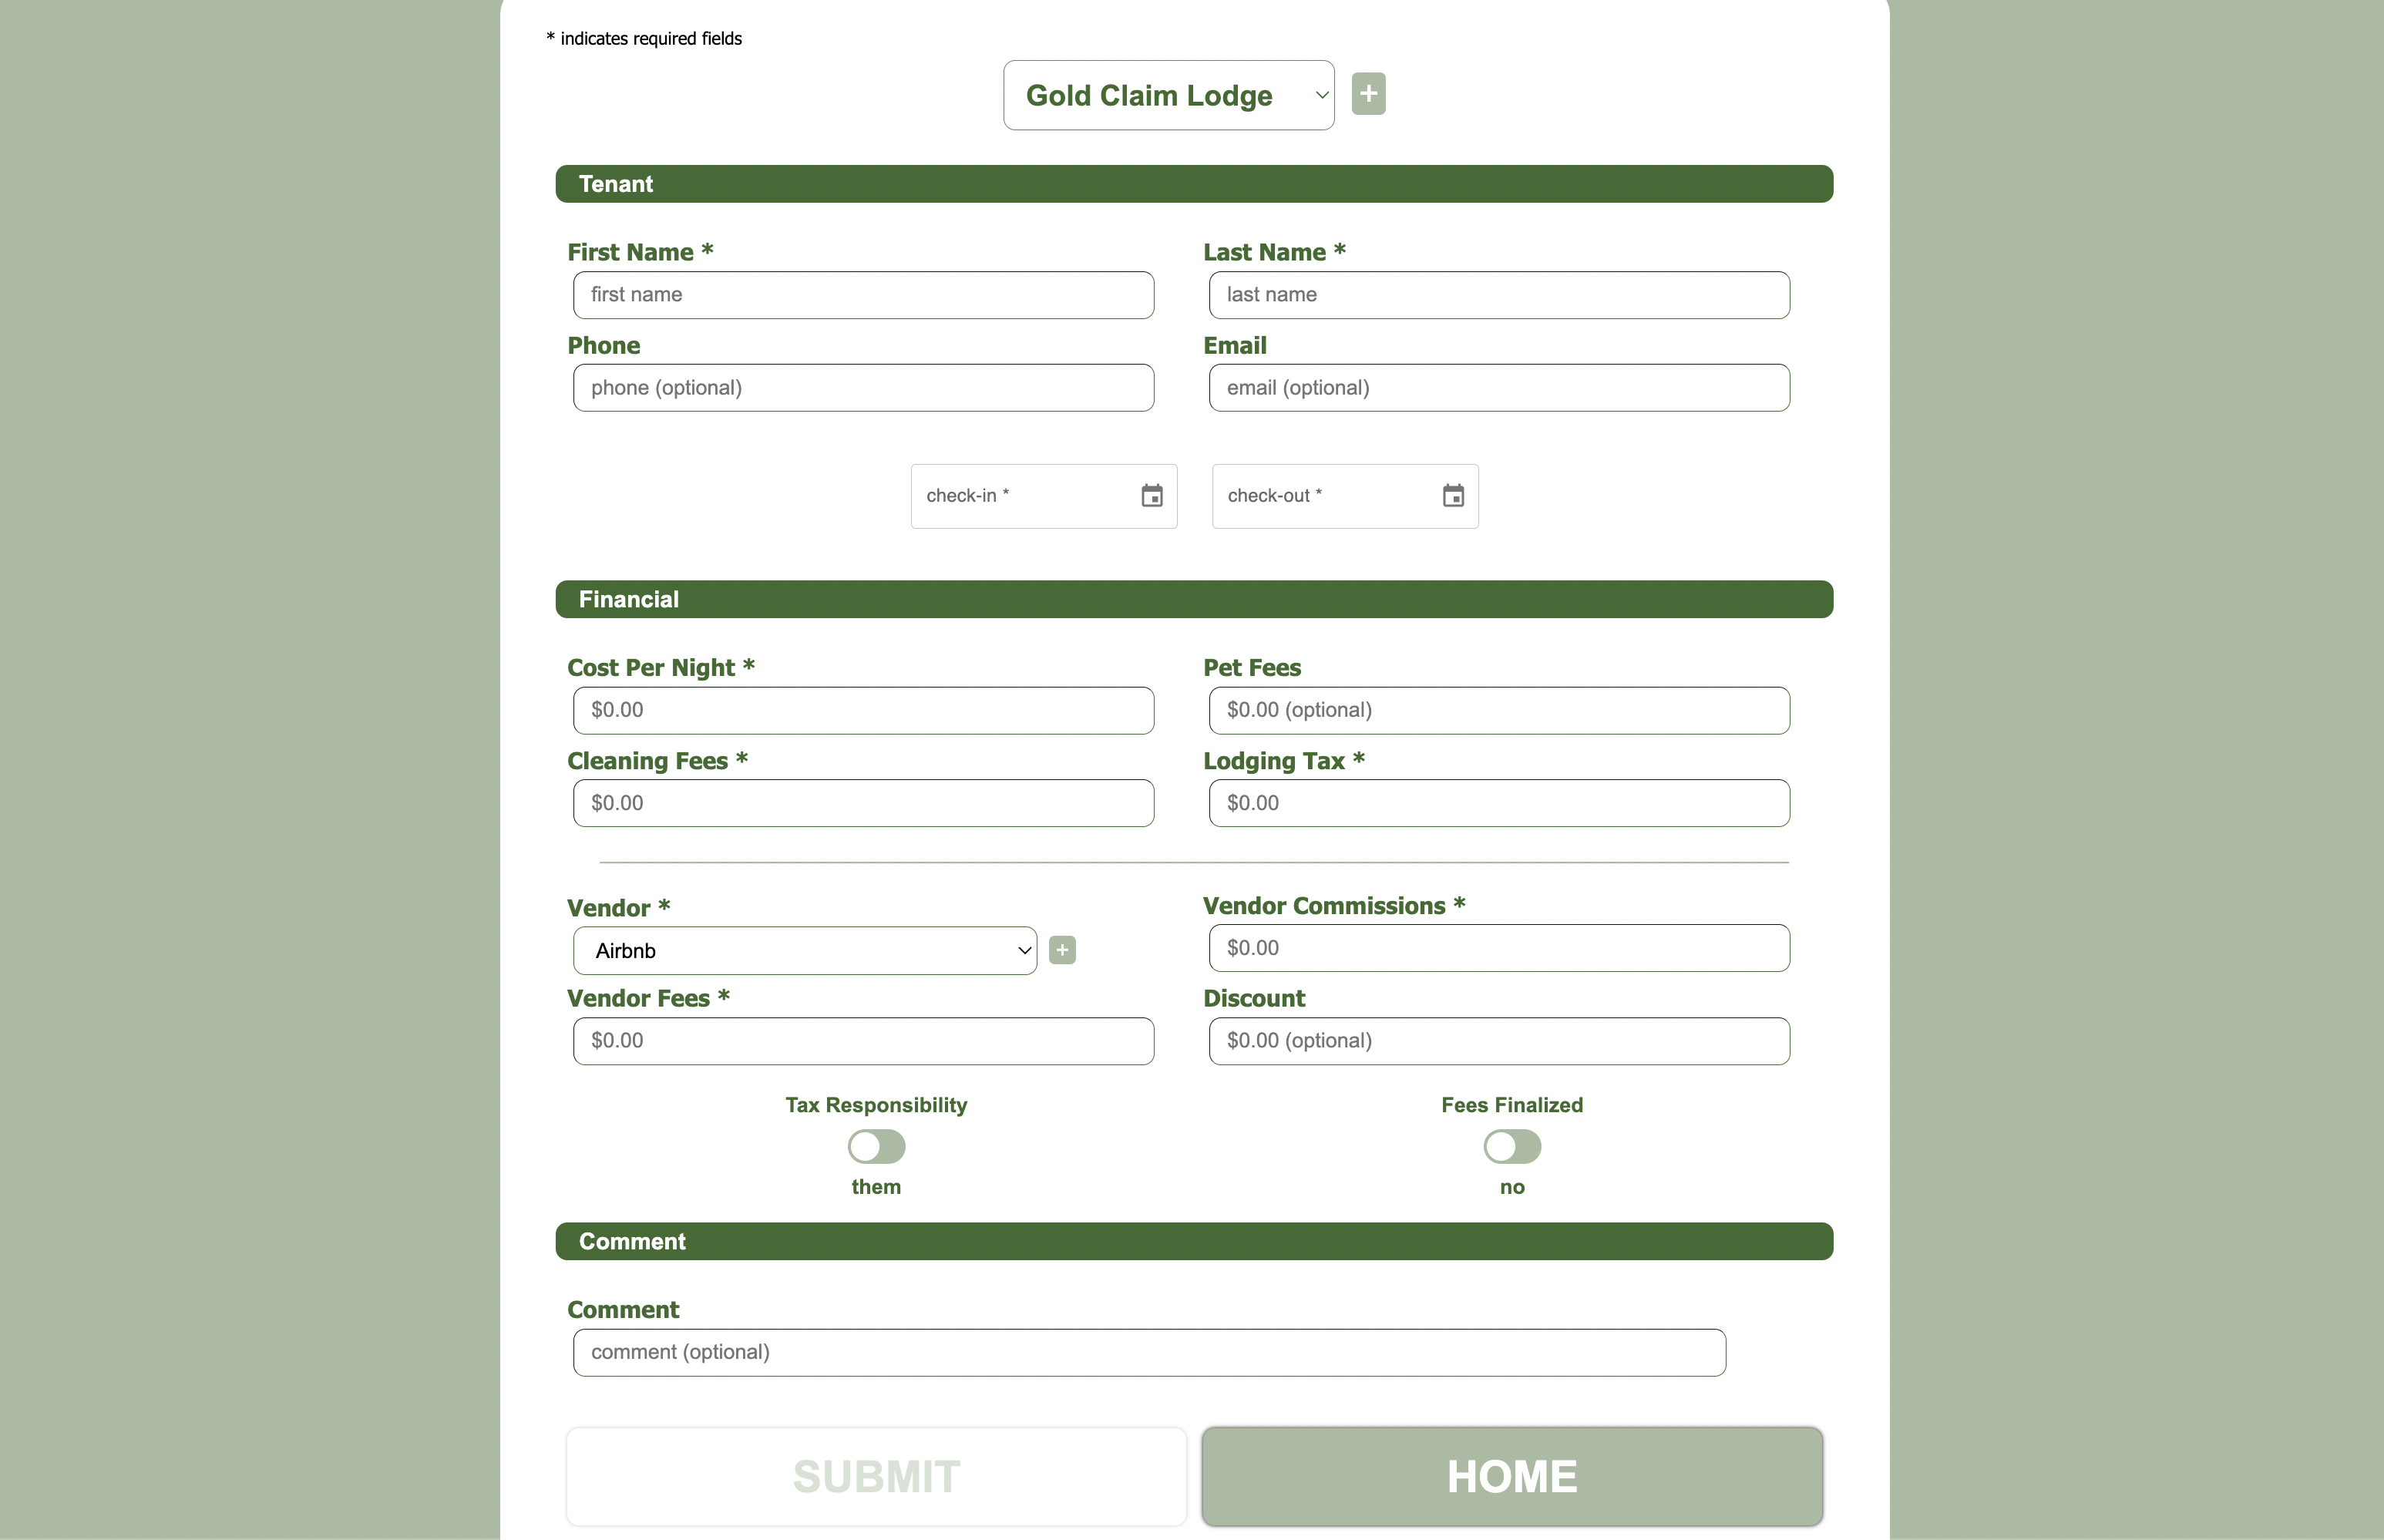 * indicates required fields
Gold Claim Lodge
+
Tenant
First Name * Last Name *
first name last name
Phone Email
phone (optional) email (optional)
check-in * check-out *
Financial
Cost Per Night * Pet Fees
$0.00 $0.00 (optional)
Cleaning Fees * Lodging Tax *
$0.00 $0.00
Vendor * Vendor Commissions *
Airbnb + $0.00
Vendor Fees * Discount
$0.00 $0.00 (optional)
Tax Responsibility Fees Finalized
them no
Comment
Comment
comment (optional)
SUBMIT HOME